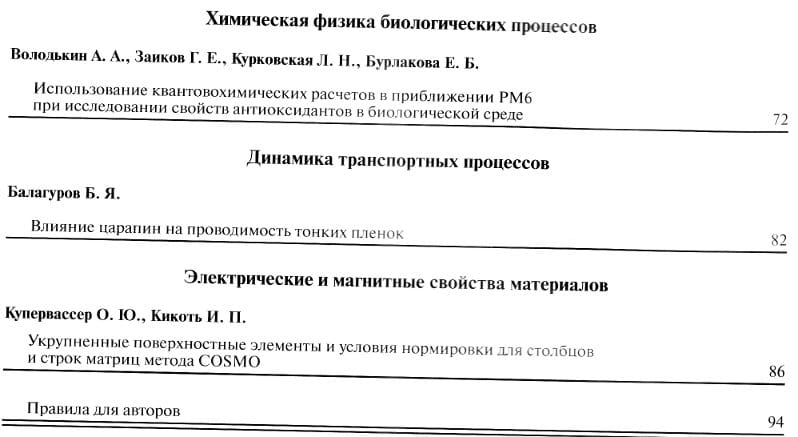 Химическая физика биологических процессов
Володькин А. А., Заиков Г. Е., Курковская Л. Н., Бурлакова Е. Б.
Использование квантовохимических расчетов в приближении PM6
при исследовании свойств антиоксидантов в биологической среде 72
Динамика транспортных процессов
Балагуров Б. Я.
Влияние царапин на проводимость тонких пленок 82
Электрические и магнитные свойства материалов
Купервассер О. Ю., Кикоть И. П.
Укрупненные поверхностные элементы и условия нормировки для столбцов
и строк матриц метода COSMO 86
Правила для авторов 94